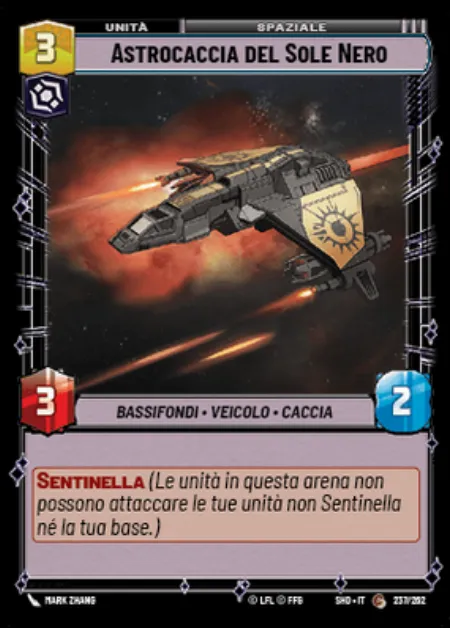 UNITÀ
SPAZIALE
3
ASTROCACCIA DEL SOLE NERO
3
BASSIFONDI • VEICOLO • CACCIA
2
SENTINELLA (Le unità in questa arena non
possono attaccare le tue unità non Sentinella
né la tua base.)
MARK ZHANG
© LFL © FFG
SHD • IT
C
237/262